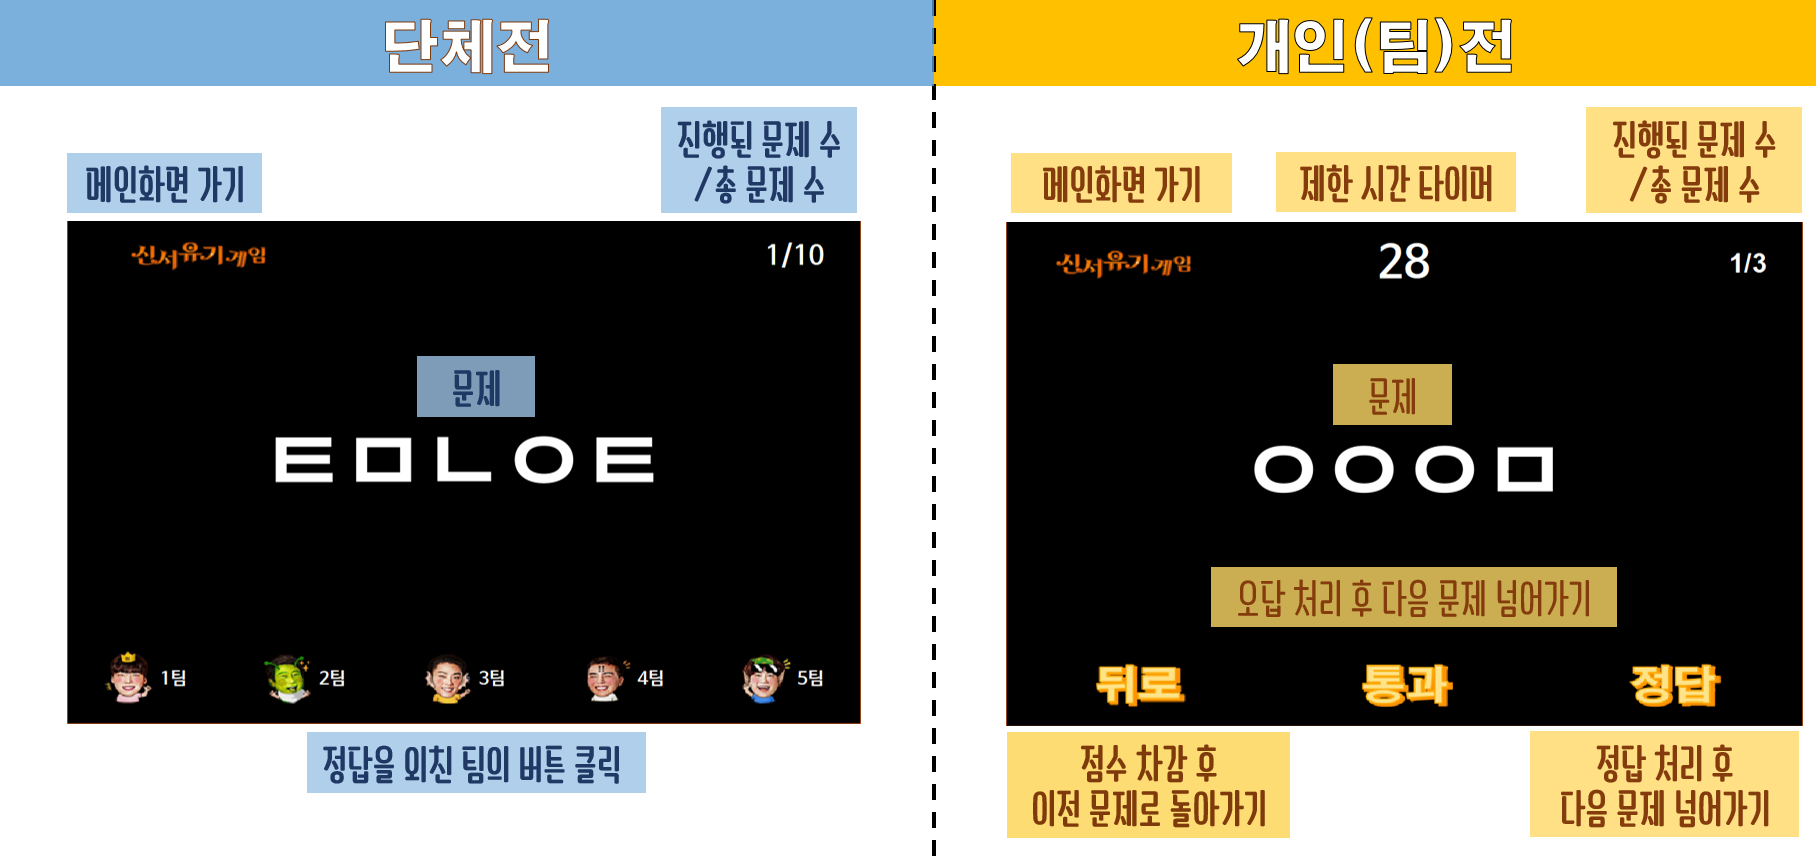 단체전
메인화면 가기
진행된 문제 수
/총 문제 수
신서유기게임
1/10
문제
ㅌㅁㄴㅇㅌ
1팀
2팀
3팀
4팀
5팀
정답을 외친 팀의 버튼 클릭
개인(팀)전
메인화면 가기
제한 시간 타이머
진행된 문제 수
/총 문제 수
신서유기게임
28
1/3
문제
ㅇㅇㅇㅁ
오답 처리 후 다음 문제 넘어가기
뒤로
통과
정답
점수 차감 후
이전 문제로 돌아가기
정답 처리 후
다음 문제 넘어가기